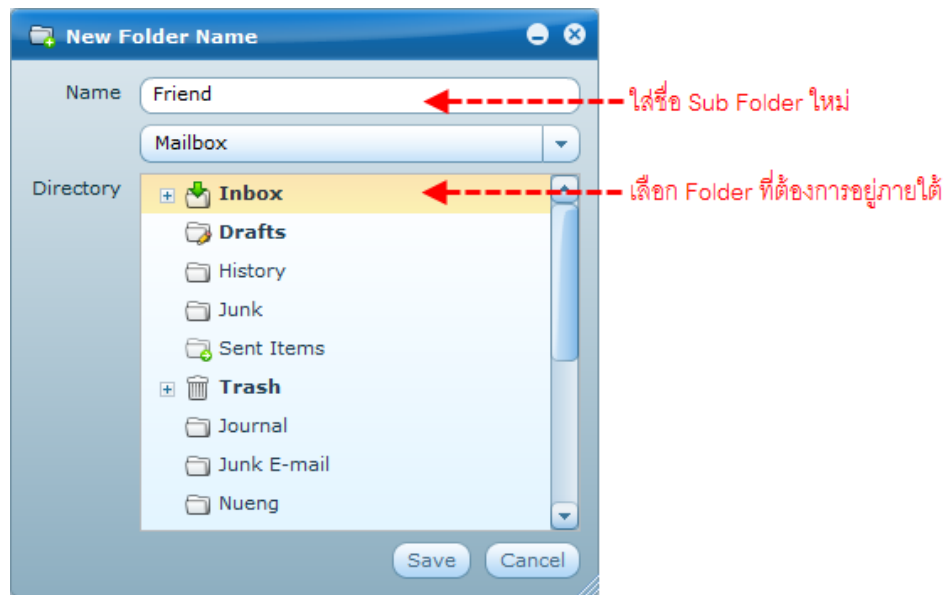 New Folder Name
Name Friend
ใส่ชื่อ Sub Folder ใหม่
Mailbox
Directory
Inbox
เลือก Folder ที่ต้องการอยู่ภายใต้
Drafts
History
Junk
Sent Items
Trash
Journal
Junk E-mail
Nueng
Save Cancel